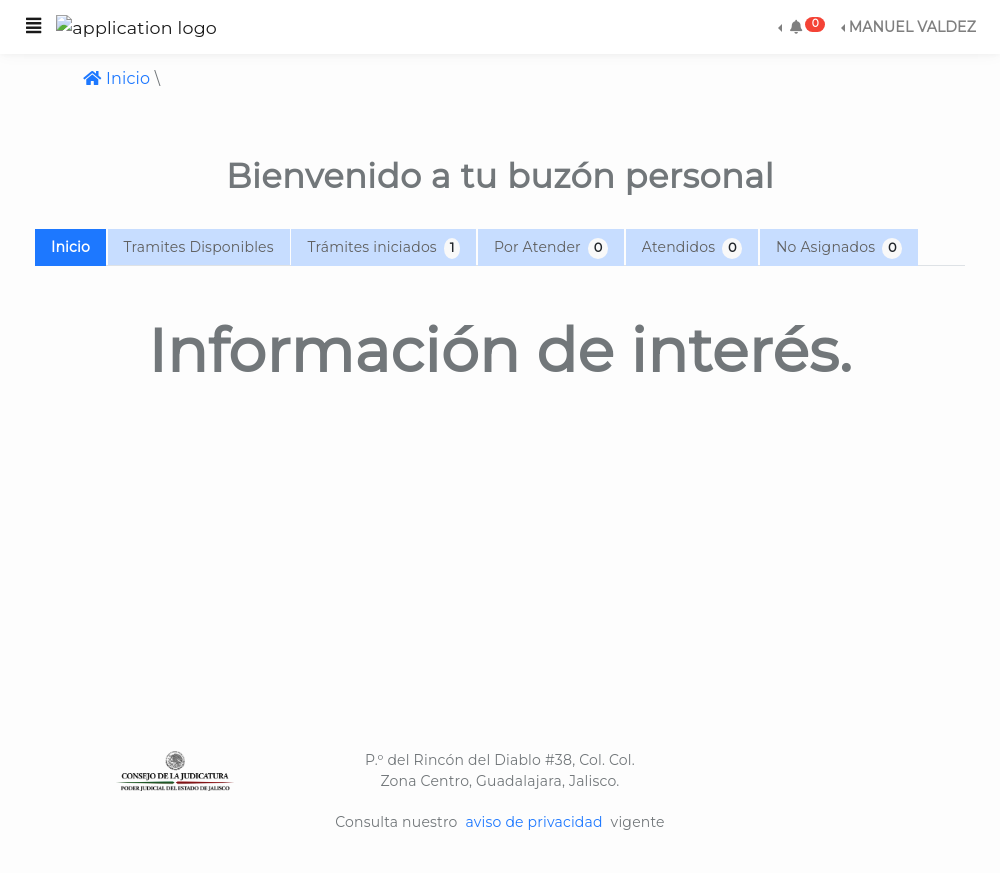 application logo
0
MANUEL VALDEZ
Inicio \
Bienvenido a tu buzón personal
Inicio
Tramites Disponibles
Trámites iniciados 1
Por Atender 0
Atendidos 0
No Asignados 0
Información de interés.
CONSEJO DE LA JUDICATURA
PODER JUDICIAL DEL ESTADO DE JALISCO
P.º del Rincón del Diablo #38, Col. Col.
Zona Centro, Guadalajara, Jalisco.
Consulta nuestro aviso de privacidad vigente